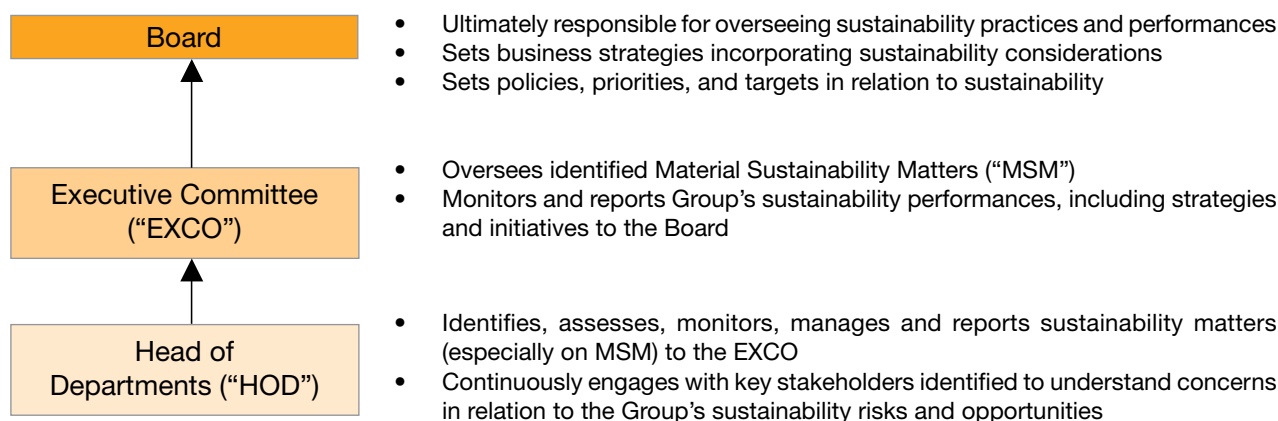 Board
• Ultimately responsible for overseeing sustainability practices and performances
• Sets business strategies incorporating sustainability considerations
• Sets policies, priorities, and targets in relation to sustainability
Executive Committee
(“EXCO”)
• Oversees identified Material Sustainability Matters (“MSM”)
• Monitors and reports Group’s sustainability performances, including strategies
and initiatives to the Board
Head of
Departments (“HOD”)
• Identifies, assesses, monitors, manages and reports sustainability matters
(especially on MSM) to the EXCO
• Continuously engages with key stakeholders identified to understand concerns
in relation to the Group’s sustainability risks and opportunities